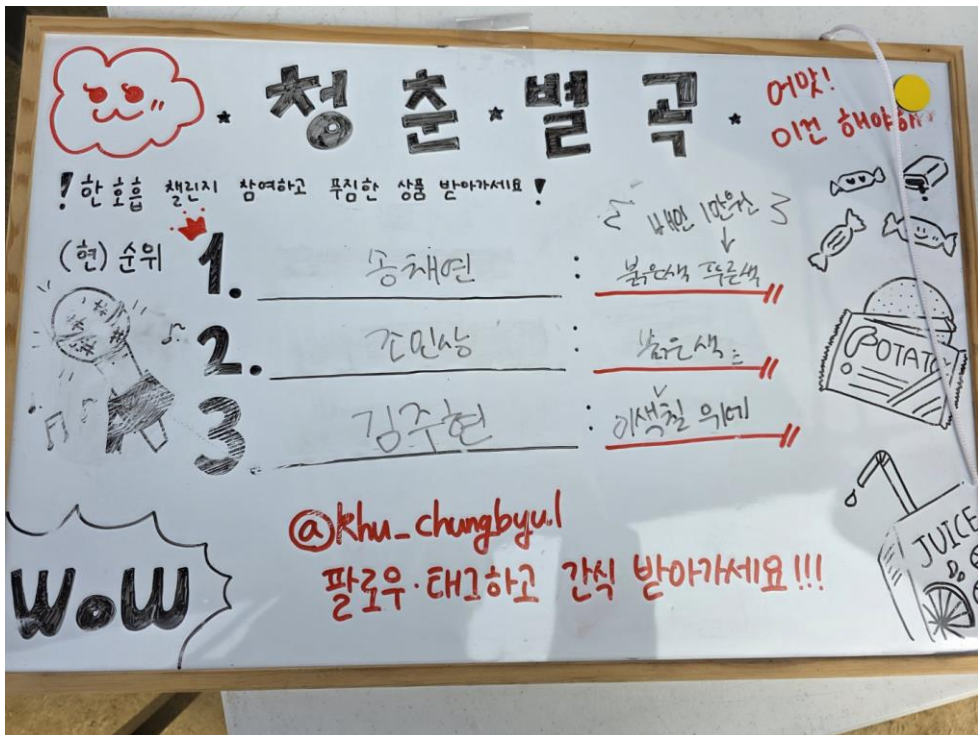 청춘별곡
어맛!
이건 해야해
! 한 호흡 챌린지 참여하고 푸짐한 상품 받아가세요!
(현) 순위
1. 송채연 : 붉은색 푸른색
2. 조민상 : 붉은색
3. 김주현 : 이색칠 위에
POTATO
@khu_chungbyul
팔로우·태그하고 간식 받아가세요!!!
WoW
JUICE